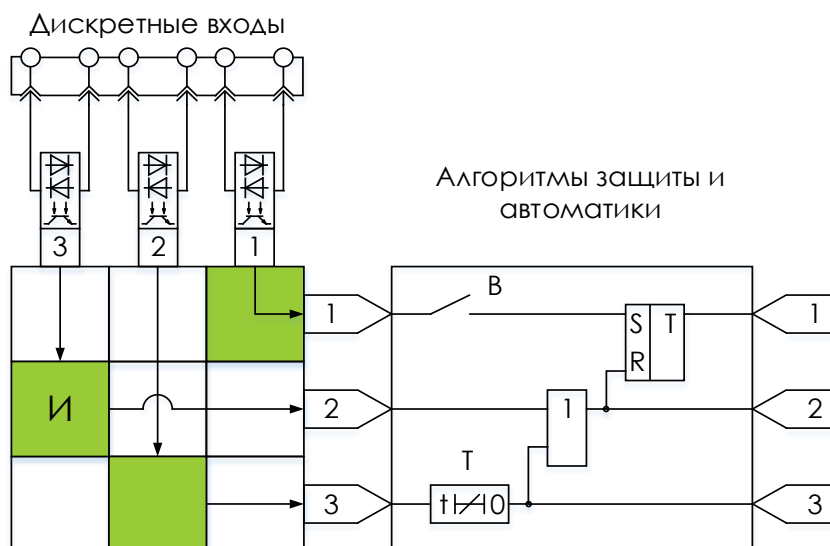 Дискретные входы
Алгоритмы защиты и
автоматики
3 2 1
1 В S T 1
R
И 2 1 2
T
3 t 0 3